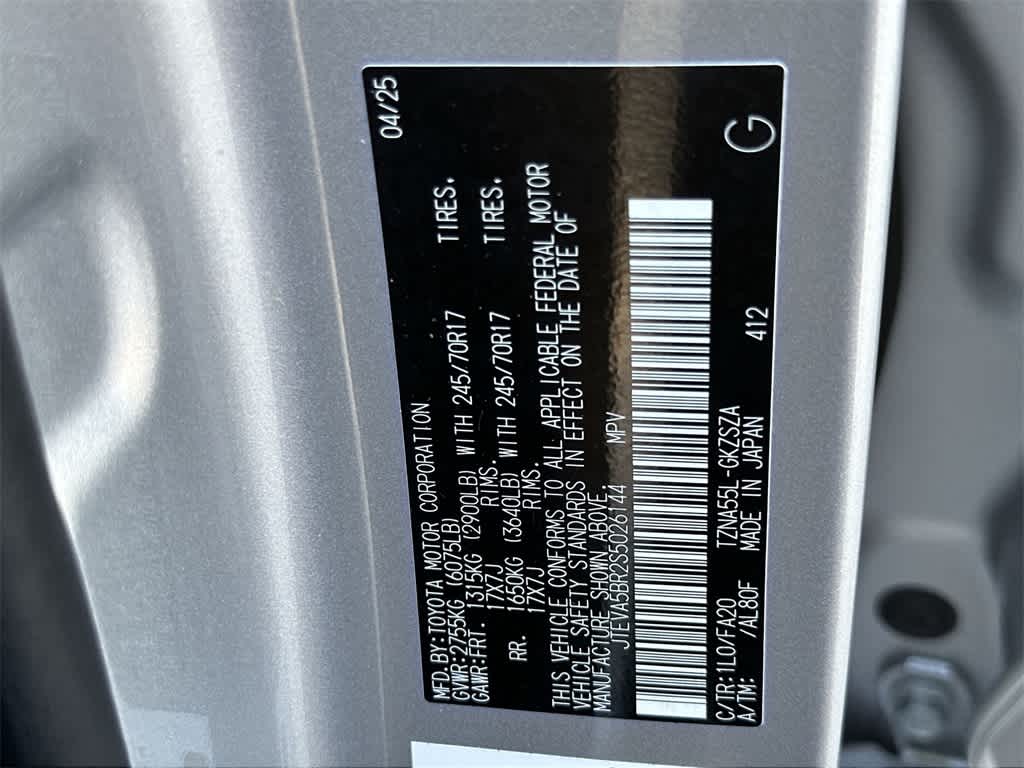 MFD.BY:TOYOTA MOTOR CORPORATION 04/25
GVWR:2755KG (6075LB)
GAWR:FRT. 1315KG (2900LB) WITH 245/70R17 TIRES.
17X7J RIMS.
RR. 1650KG (3640LB) WITH 245/70R17 TIRES.
17X7J RIMS.
THIS VEHICLE CONFORMS TO ALL APPLICABLE FEDERAL MOTOR
VEHICLE SAFETY STANDARDS IN EFFECT ON THE DATE OF
MANUFACTURE SHOWN ABOVE.
JTEVA5BR2S5026144 MPV
C/TR:1L0/FA20 TZNA55L-GKZSZA
A/TM: /AL80F MADE IN JAPAN 412 G